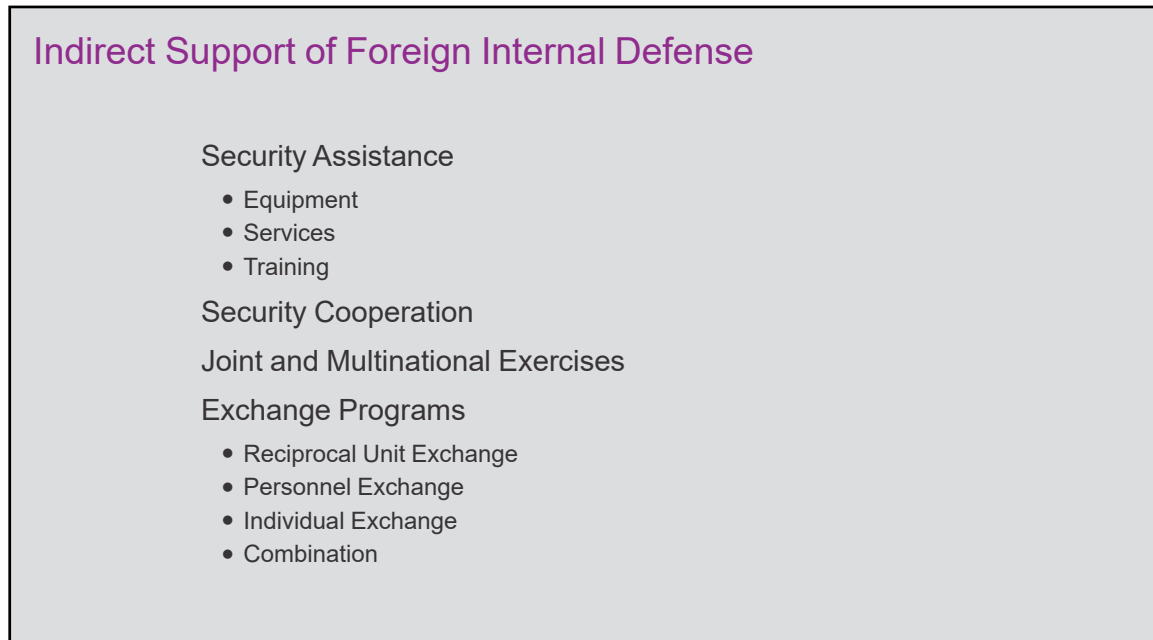 Indirect Support of Foreign Internal Defense
Security Assistance
• Equipment
• Services
• Training
Security Cooperation
Joint and Multinational Exercises
Exchange Programs
• Reciprocal Unit Exchange
• Personnel Exchange
• Individual Exchange
• Combination